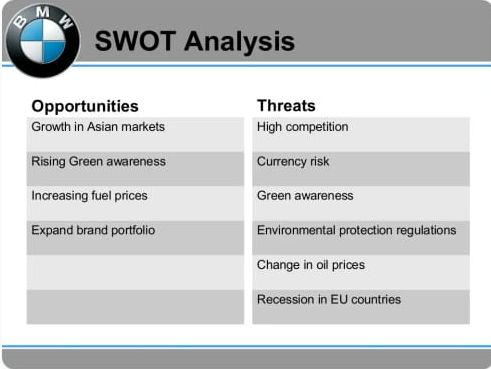 BMW
SWOT Analysis
Opportunities
Growth in Asian markets
Rising Green awareness
Increasing fuel prices
Expand brand portfolio
Threats
High competition
Currency risk
Green awareness
Environmental protection regulations
Change in oil prices
Recession in EU countries